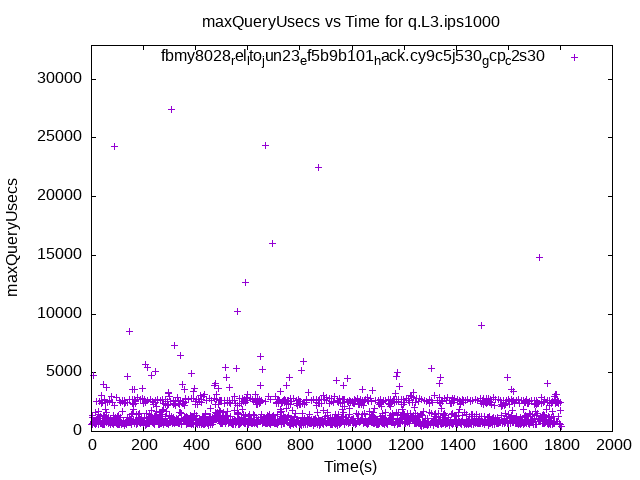 maxQueryUsecs vs Time for q.L3.ips1000
fbmy8028relltojun23ef5b9b101hack.cy9c5j530gcpc2s30
30000
25000
20000
15000
10000
5000
0
maxQueryUsecs
0 200 400 600 800 1000 1200 1400 1600 1800 2000
Time(s)